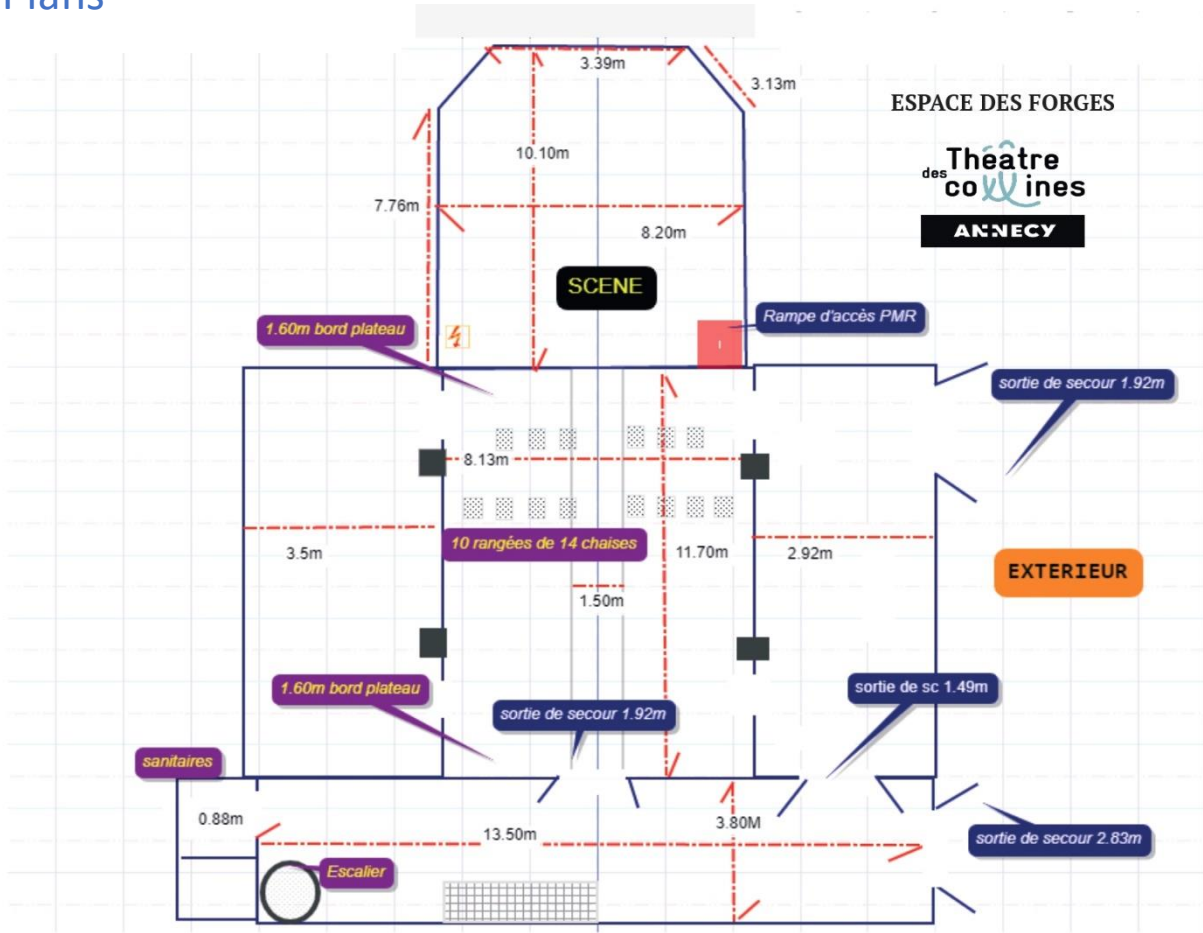 Plans
3.39m
3.13m
ESPACE DES FORGES
Théâtre
des
collines
ANNECY
10.10m
7.76m
8.20m
SCENE
1.60m bord plateau
Rampe d'accès PMR
sortie de secour 1.92m
8.13m
10 rangées de 14 chaises
3.5m
11.70m
2.92m
EXTERIEUR
1.50m
1.60m bord plateau
sortie de secour 1.92m
sortie de sc 1.49m
sanitaires
0.88m
13.50m
3.80M
sortie de secour 2.83m
Escalier